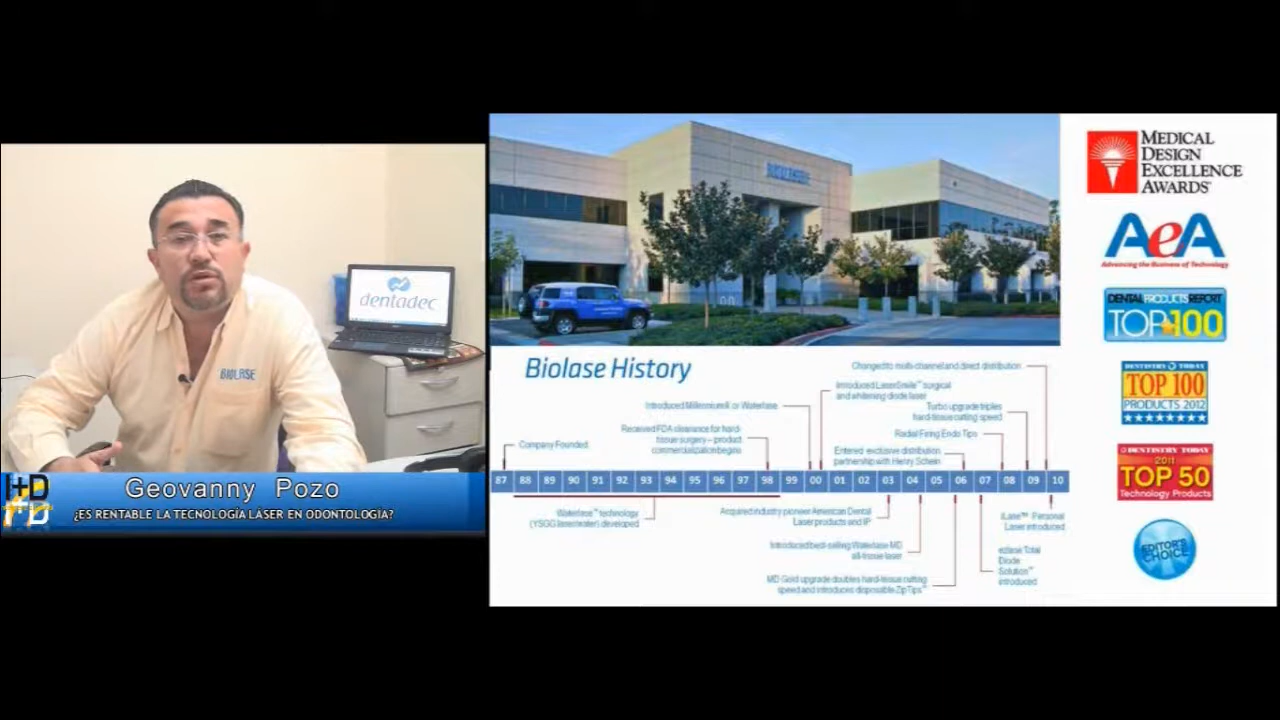 dentadec
BIOLASE
I+D
Geovanny Pozo
¿ES RENTABLE LA TECNOLOGÍA LÁSER EN ODONTOLOGÍA?
BIOLASE
Biolase History
Changed to multi-channel and direct distribution
Introduced LaserSmile™ surgical
and whitening diode laser
Introduced Millennium® or Waterlase
Turbo upgrade triples
hard-tissue cutting speed
Received FDA clearance for hard-
tissue surgery – product
commercialization begins
Radial Firing Endo Tips
Company Founded
Entered exclusive distribution
partnership with Henry Schein
87 88 89 90 91 92 93 94 95 96 97 98 99 00 01 02 03 04 05 06 07 08 09 10
Waterlase™ technology
(YSGG laser/water) developed
Acquired industry pioneer American Dental
Laser products and IP
iLase™ Personal
Laser introduced
Introduced best-selling Waterlase MD
all-tissue laser
ezlase Total
Diode
Solution™
introduced
MD Gold upgrade doubles hard-tissue cutting
speed and introduces disposable ZipTips™
MEDICAL
DESIGN
EXCELLENCE
AWARDS
AeA
Advancing the Business of Technology
DENTAL PRODUCTS REPORT
TOP 100
DENTISTRY TODAY
TOP 100
PRODUCTS 2012
DENTISTRY TODAY
2011
TOP 50
Technology Products
EDITOR'S
CHOICE